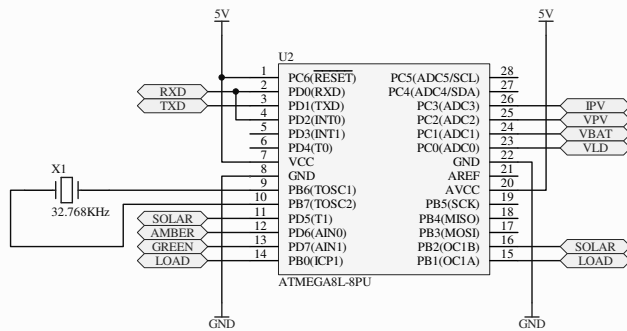 5V 5V
U2
1 PC6(RESET) PC5(ADC5/SCL) 28
RXD 2 PD0(RXD) PC4(ADC4/SDA) 27
TXD 3 PD1(TXD) PC3(ADC3) 26 IPV
4 PD2(INT0) PC2(ADC2) 25 VPV
5 PD3(INT1) PC1(ADC1) 24 VBAT
6 PD4(T0) PC0(ADC0) 23 VLD
7 VCC GND 22
X1 8 GND AREF 21
9 PB6(TOSC1) AVCC 20
32.768KHz 10 PB7(TOSC2) PB5(SCK) 19
SOLAR 11 PD5(T1) PB4(MISO) 18
AMBER 12 PD6(AIN0) PB3(MOSI) 17
GREEN 13 PD7(AIN1) PB2(OC1B) 16 SOLAR
LOAD 14 PB0(ICP1) PB1(OC1A) 15 LOAD
ATMEGA8L-8PU
GND GND